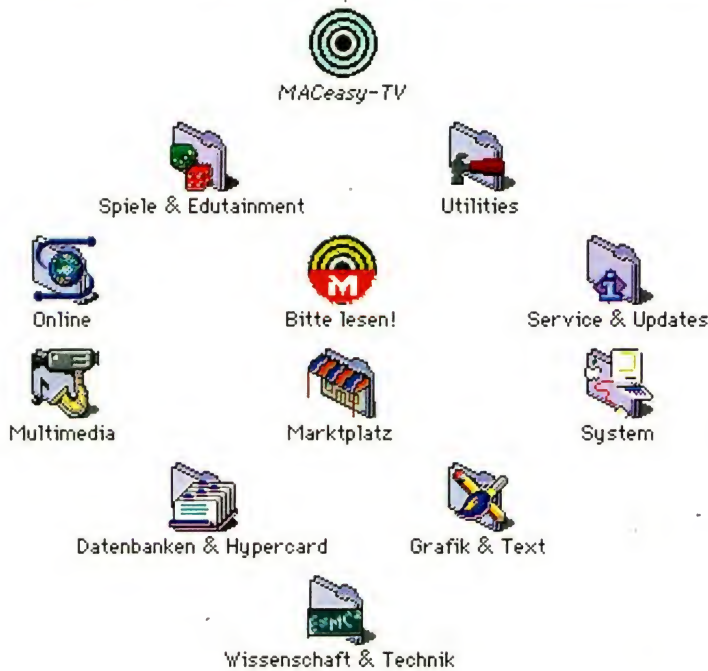 MACeasy-TV
Spiele & Edutainment
Utilities
Online
M
Bitte lesen!
Service & Updates
i
Multimedia
Marktplatz
System
Datenbanken & Hypercard
Grafik & Text
E=MC²
Wissenschaft & Technik